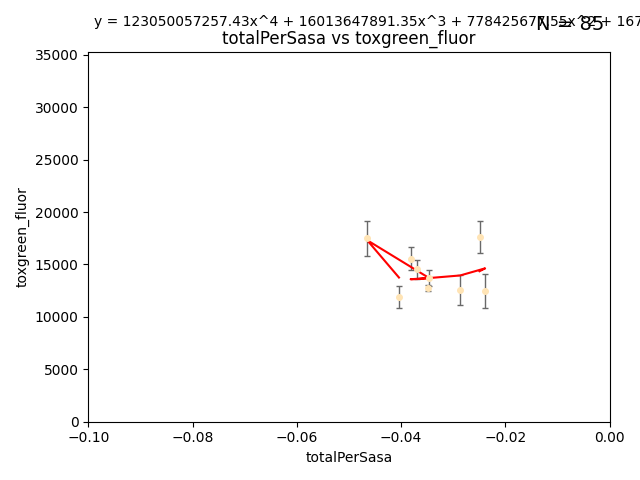 y = 123050057257.43x^4 + 16013647891.35x^3 +
N = 85
totalPerSasa vs toxgreen_fluor
35000
30000
25000
20000
15000
10000
5000
0
toxgreen_fluor
−0.10
−0.08
−0.06
−0.04
−0.02
0.00
totalPerSasa